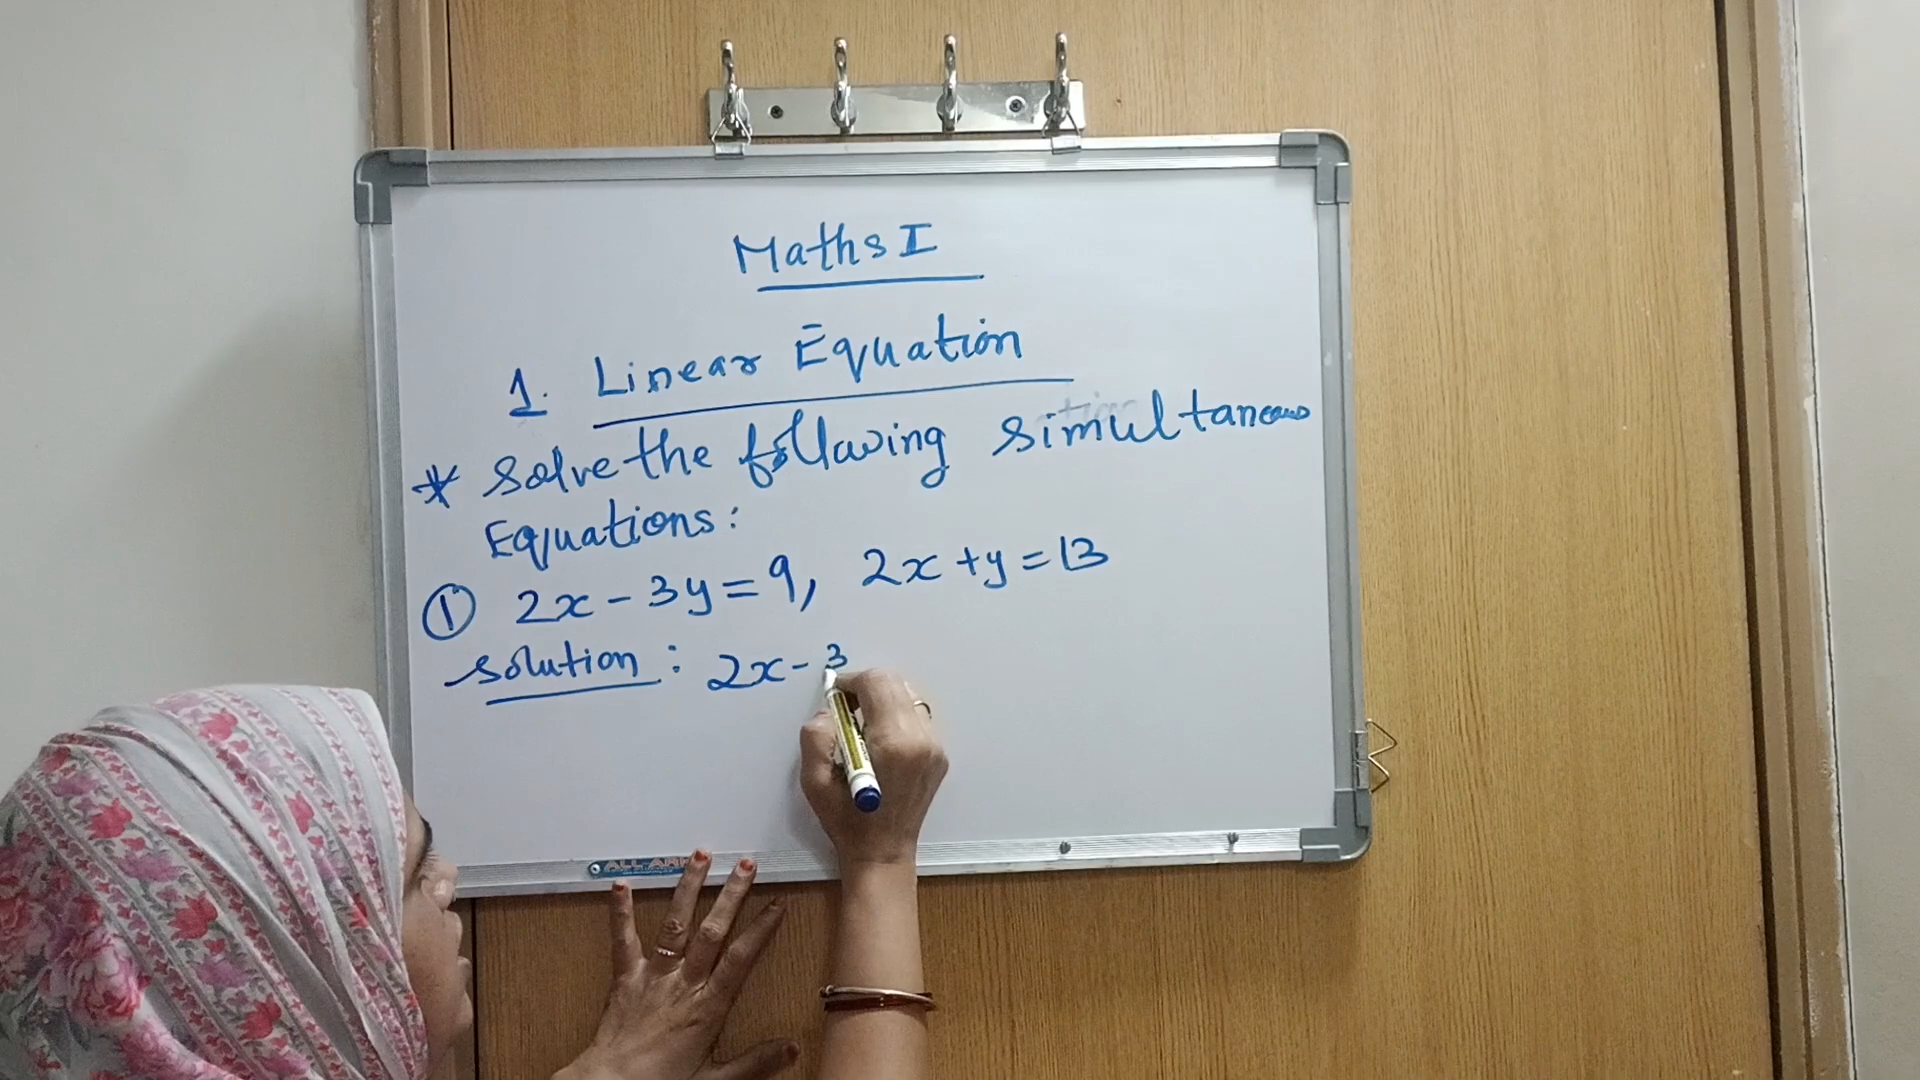 Maths I
1. Linear Equation
* Solve the following simultaneous
Equations:
① 2x - 3y = 9, 2x + y = 13
Solution: 2x - 3